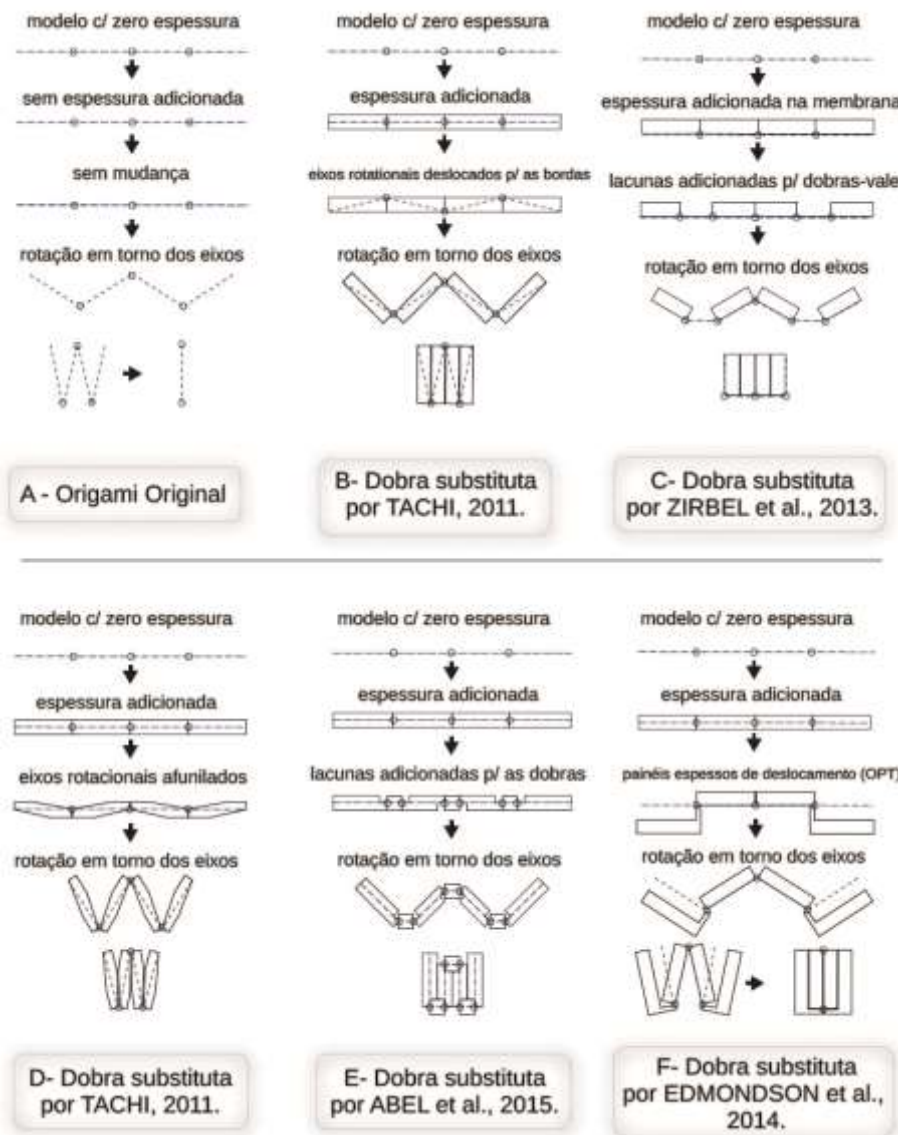 modelo c/ zero espessura
sem espessura adicionada
sem mudança
rotação em torno dos eixos
A - Origami Original
modelo c/ zero espessura
espessura adicionada
eixos rotationais deslocados p/ as bordas
rotação em torno dos eixos
B- Dobra substituta
por TACHI, 2011.
modelo c/ zero espessura
espessura adicionada na membrana
lacunas adicionadas p/ dobras-vale
rotação em torno dos eixos
C- Dobra substituta
por ZIRBEL et al., 2013.
modelo c/ zero espessura
espessura adicionada
eixos rotacionais afunilados
rotação em torno dos eixos
D- Dobra substituta
por TACHI, 2011.
modelo c/ zero espessura
espessura adicionada
lacunas adicionadas p/ as dobras
rotação em torno dos eixos
E- Dobra substituta
por ABEL et al., 2015.
modelo c/ zero espessura
espessura adicionada
painéis espessos de deslocamento (OPT)
rotação em torno dos eixos
F- Dobra substituta
por EDMONDSON et al.,
2014.